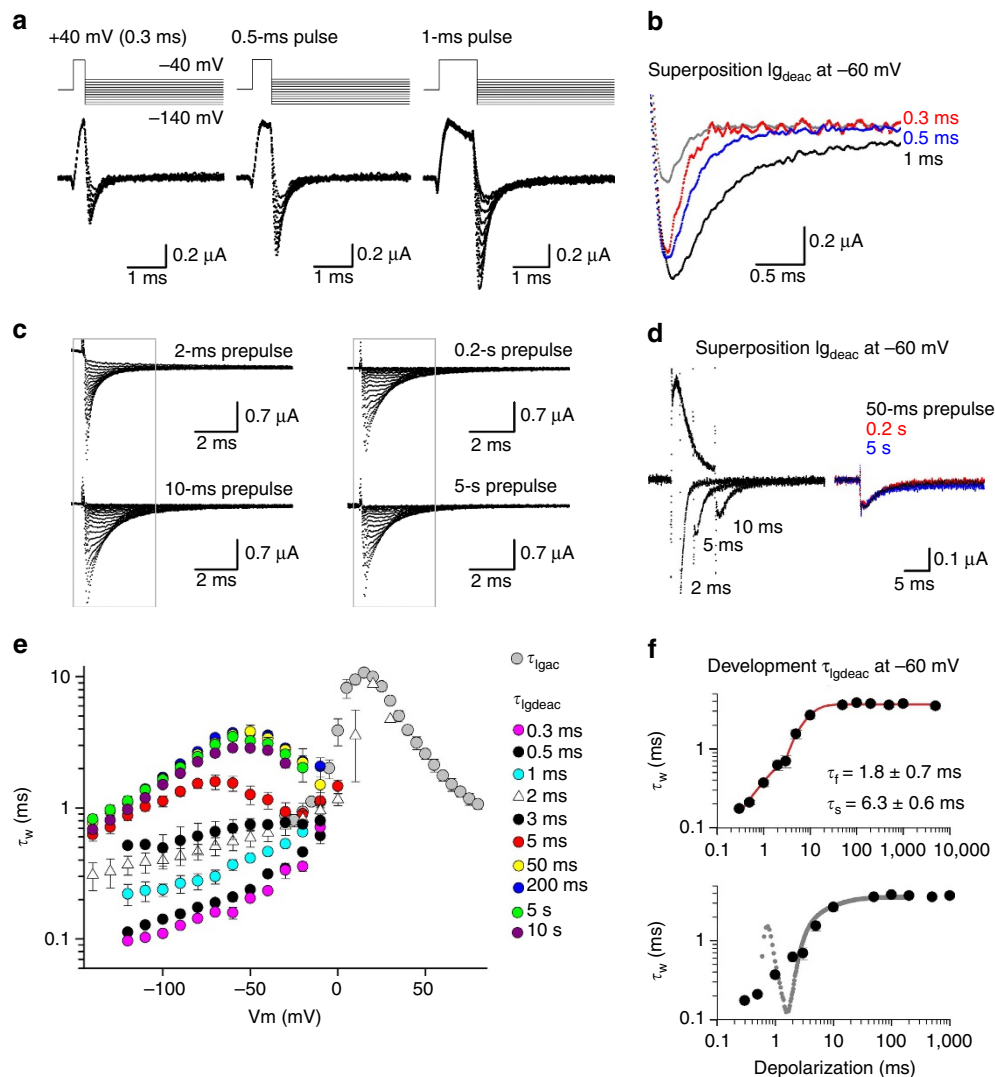 a
+40 mV (0.3 ms)
0.5-ms pulse
1-ms pulse
–40 mV
–140 mV
0.2 µA
1 ms
0.2 µA
1 ms
0.2 µA
1 ms
b
Superposition Ig_deac at –60 mV
0.3 ms
0.5 ms
1 ms
0.2 µA
0.5 ms
c
2-ms prepulse
0.7 µA
2 ms
0.2-s prepulse
0.7 µA
2 ms
10-ms prepulse
0.7 µA
2 ms
5-s prepulse
0.7 µA
2 ms
d
Superposition Ig_deac at –60 mV
50-ms prepulse
0.2 s
5 s
10 ms
5 ms
2 ms
0.1 µA
5 ms
e
τ_w (ms)
10
1
0.1
–100
–50
0
50
Vm (mV)
τ_Igac
τ_Igdeac
0.3 ms
0.5 ms
1 ms
2 ms
3 ms
5 ms
50 ms
200 ms
5 s
10 s
f
Development τ_Igdeac at –60 mV
τ_w (ms)
1
0.1
τ_f = 1.8 ± 0.7 ms
τ_s = 6.3 ± 0.6 ms
0.1
1
10
100
1,000
10,000
τ_w (ms)
1
0.1
0.1
1
10
100
1,000
Depolarization (ms)